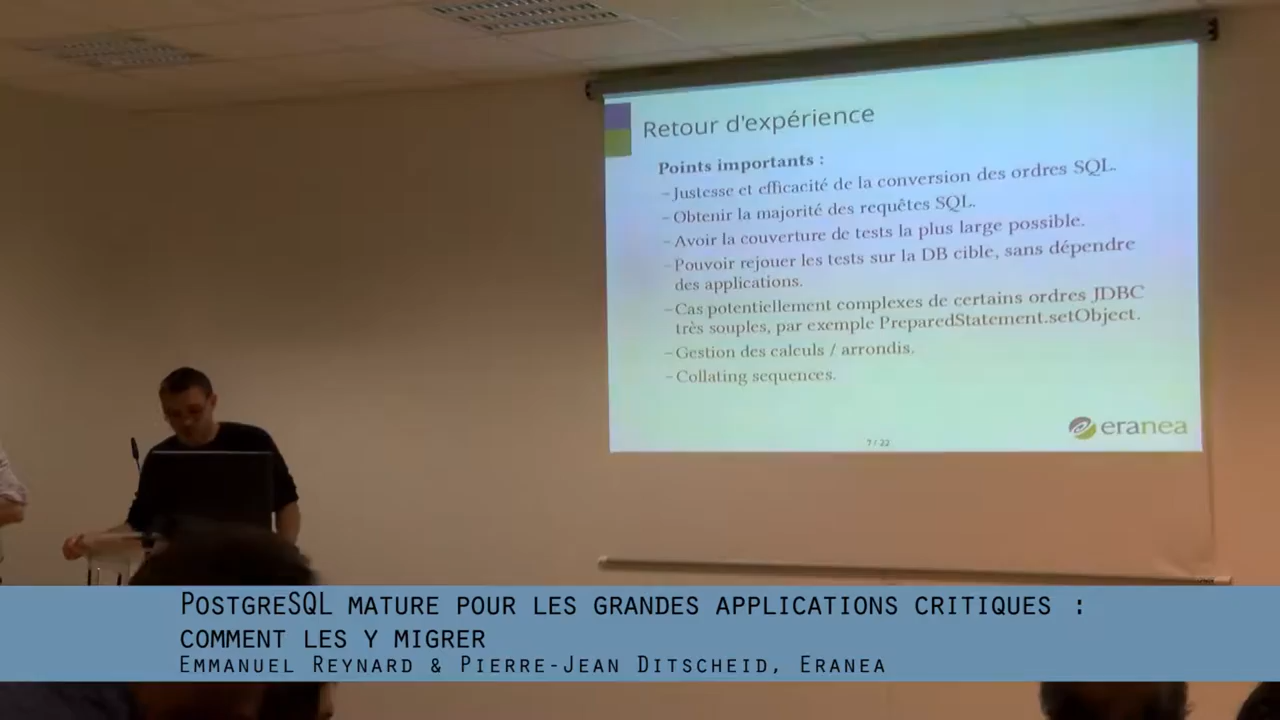 Retour d'expérience
Points importants :
– Justesse et efficacité de la conversion des ordres SQL.
– Obtenir la majorité des requêtes SQL.
– Avoir la couverture de tests la plus large possible.
– Pouvoir rejouer les tests sur la DB cible, sans dépendre
des applications.
– Cas potentiellement complexes de certains ordres JDBC
très souples, par exemple PreparedStatement.setObject.
– Gestion des calculs / arrondis.
– Collating sequences.
eranea
7 / 22
PostgreSQL mature pour les grandes applications critiques :
comment les y migrer
Emmanuel Reynard & Pierre-Jean Ditscheid, Eranea